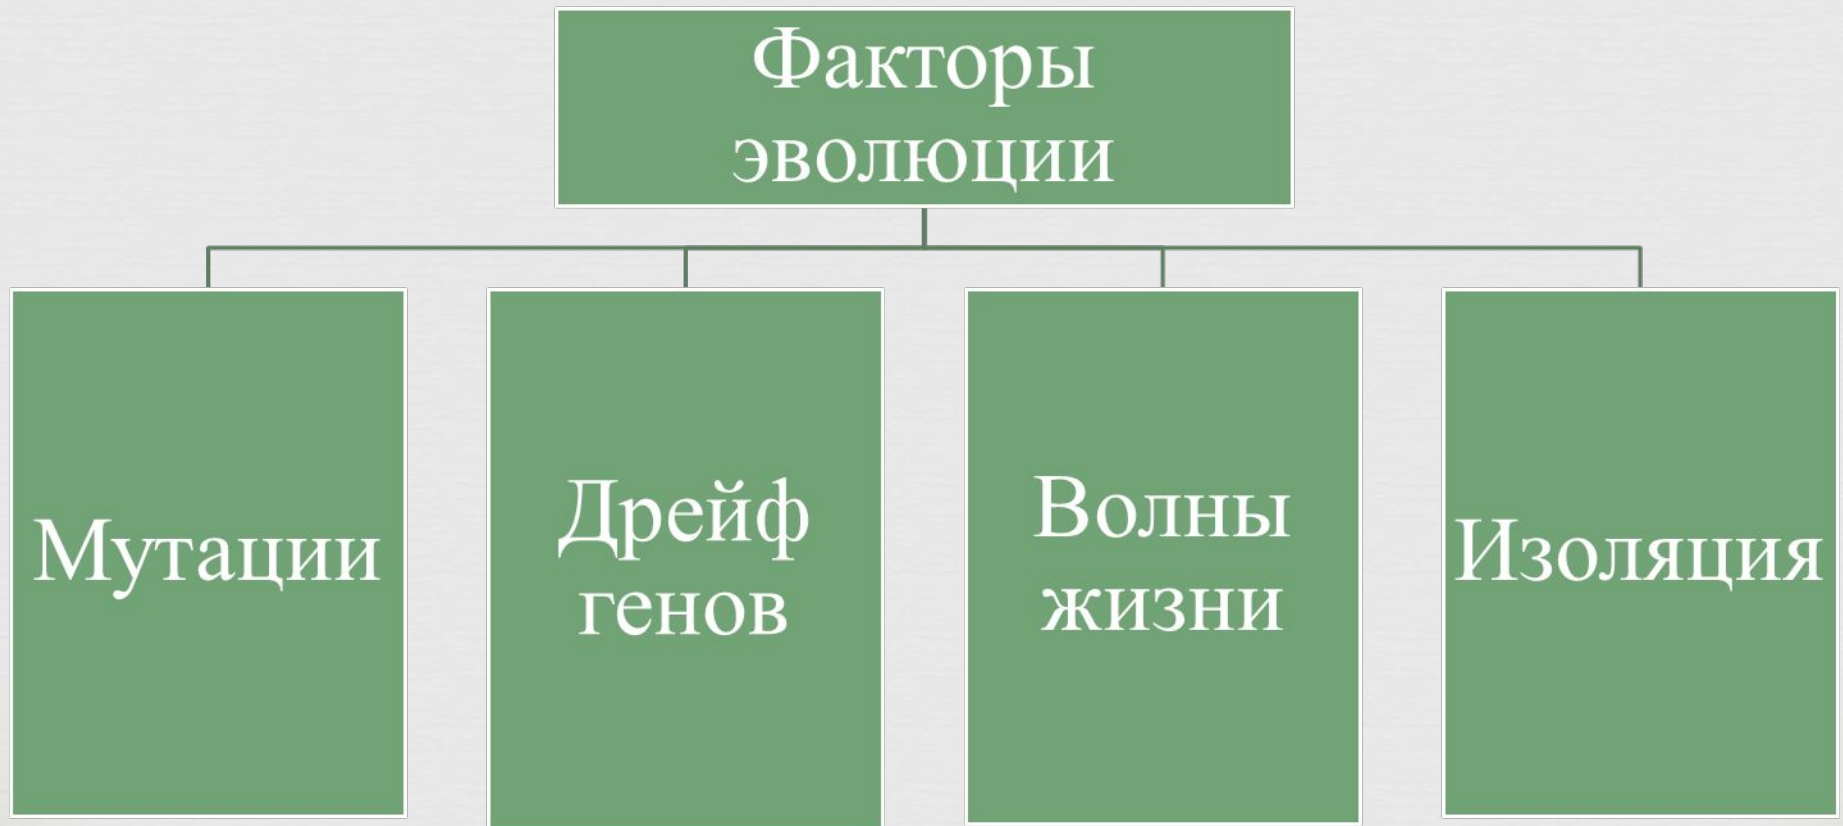 Факторы
эволюции
Мутации
Дрейф
генов
Волны
жизни
Изоляция